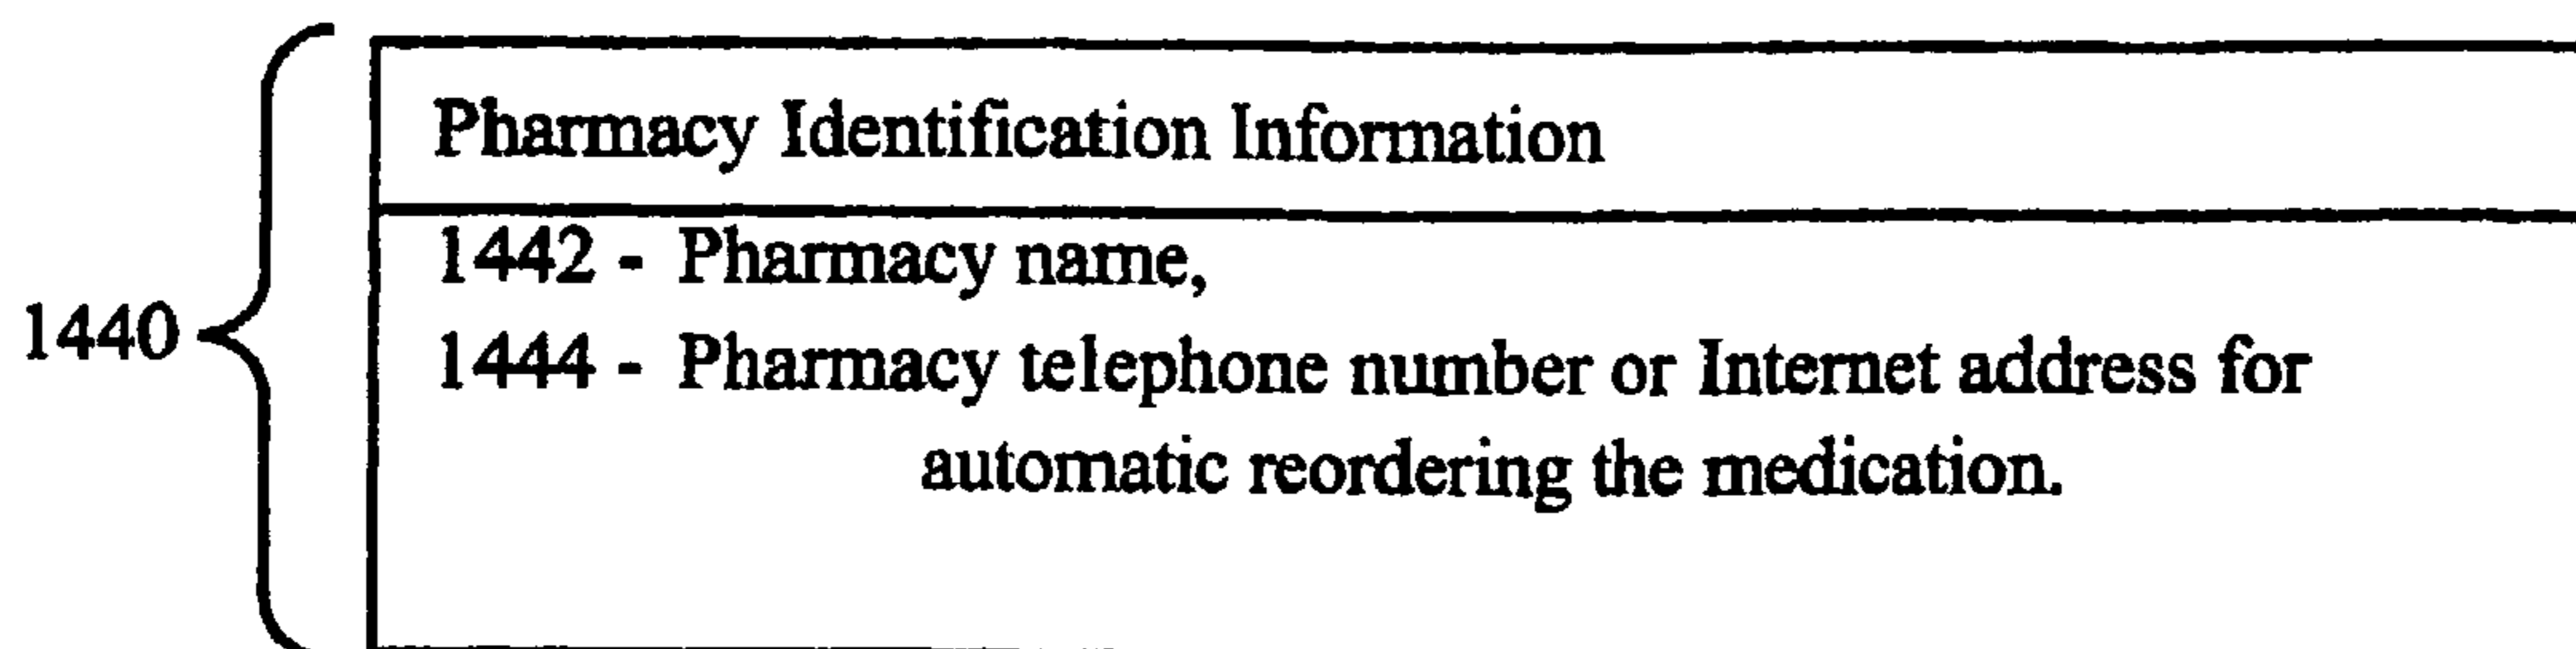 Pharmacy Identification Information
1442 - Pharmacy name,
1440
1444 - Pharmacy telephone number or Internet address for
automatic reordering the medication.